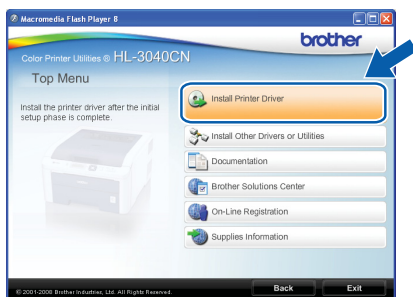 Macromedia Flash Player 8
brother
Color Printer Utilities ® HL-3040CN
Top Menu
Install the printer driver after the initial
setup phase is complete.
Install Printer Driver
Install Other Drivers or Utilities
Documentation
Brother Solutions Center
On-Line Registration
Supplies Information
© 2001-2008 Brother Industries, Ltd. All Rights Reserved.
Back
Exit